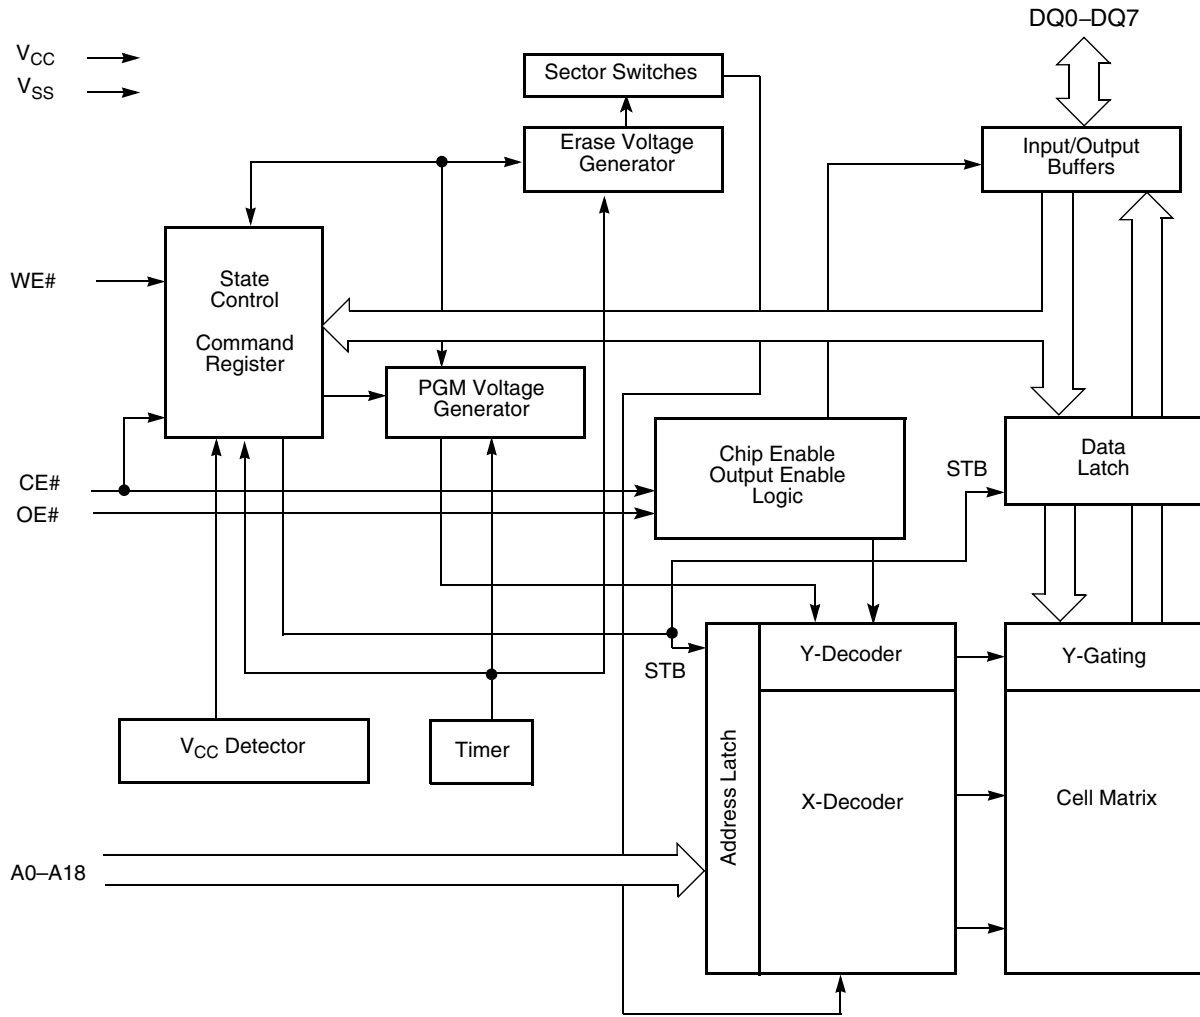 DQ0–DQ7
VCC
VSS
Sector Switches
Erase Voltage
Generator
Input/Output
Buffers
WE#
State
Control
Command
Register
PGM Voltage
Generator
Chip Enable
Output Enable
Logic
Data
Latch
STB
CE#
OE#
STB
Y-Decoder
Y-Gating
VCC Detector
Timer
Address Latch
X-Decoder
Cell Matrix
A0–A18